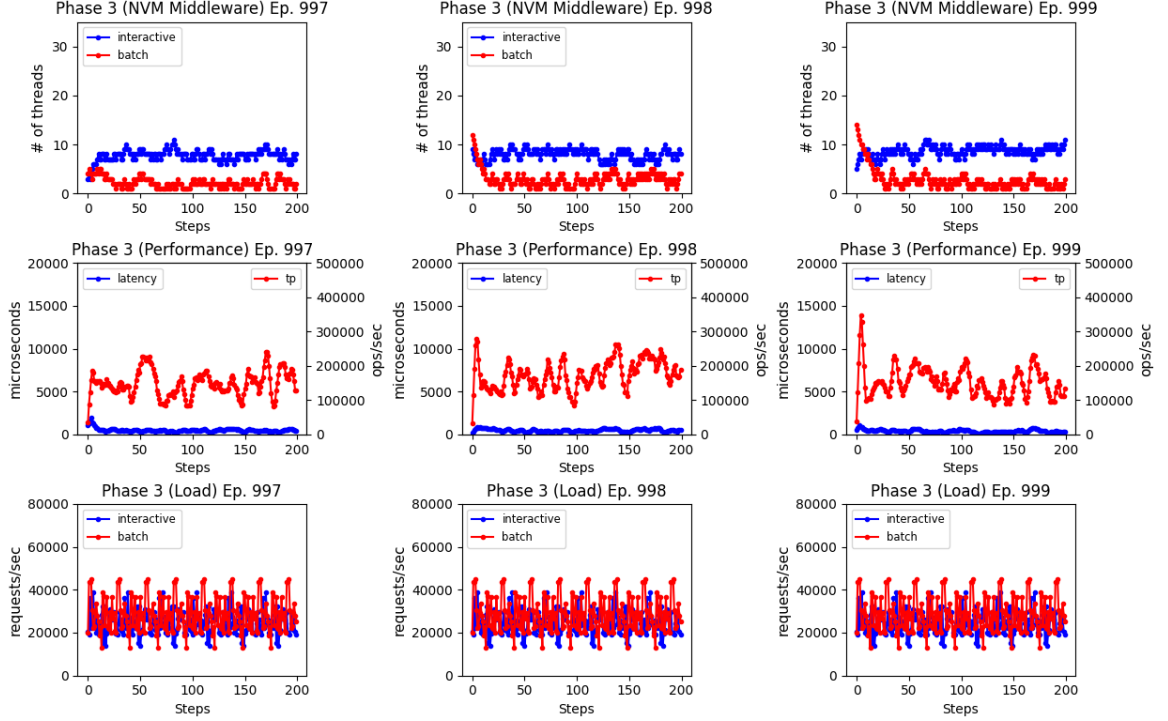 Phase 3 (NVM Middleware) Ep. 997
# of threads
30
20
10
0
interactive
batch
0 50 100 150 200
Steps
Phase 3 (NVM Middleware) Ep. 998
# of threads
30
20
10
0
interactive
batch
0 50 100 150 200
Steps
Phase 3 (NVM Middleware) Ep. 999
# of threads
30
20
10
0
interactive
batch
0 50 100 150 200
Steps
Phase 3 (Performance) Ep. 997
microseconds
20000
15000
10000
5000
0
latency
tp
500000
400000
300000
200000
100000
0
ops/sec
0 50 100 150 200
Steps
Phase 3 (Performance) Ep. 998
microseconds
20000
15000
10000
5000
0
latency
tp
500000
400000
300000
200000
100000
0
ops/sec
0 50 100 150 200
Steps
Phase 3 (Performance) Ep. 999
microseconds
20000
15000
10000
5000
0
latency
tp
500000
400000
300000
200000
100000
0
ops/sec
0 50 100 150 200
Steps
Phase 3 (Load) Ep. 997
requests/sec
80000
60000
40000
20000
0
interactive
batch
0 50 100 150 200
Steps
Phase 3 (Load) Ep. 998
requests/sec
80000
60000
40000
20000
0
interactive
batch
0 50 100 150 200
Steps
Phase 3 (Load) Ep. 999
requests/sec
80000
60000
40000
20000
0
interactive
batch
0 50 100 150 200
Steps